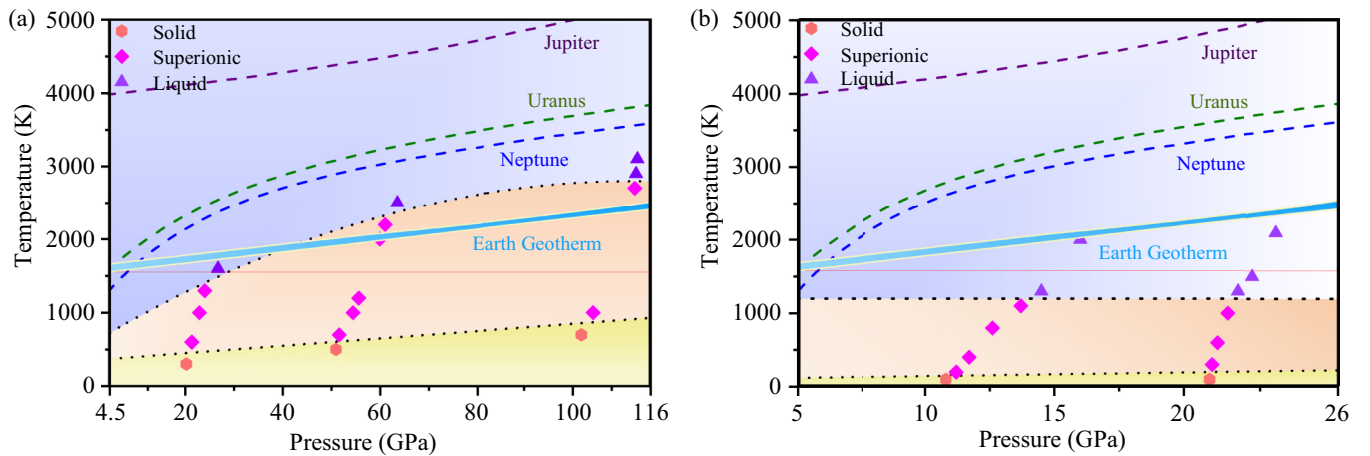 (a)
Solid
Superionic
Liquid
Jupiter
Uranus
Neptune
Earth Geotherm
5000
4000
3000
2000
1000
0
Temperature (K)
4.5 20 40 60 80 100 116
Pressure (GPa)
(b)
Solid
Superionic
Liquid
Jupiter
Uranus
Neptune
Earth Geotherm
5000
4000
3000
2000
1000
0
Temperature (K)
5 10 15 20 26
Pressure (GPa)